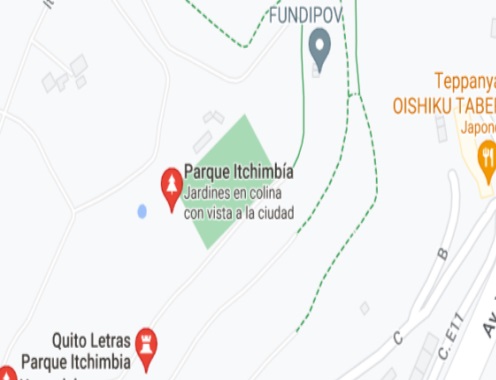 FUNDIPOV
Teppanya
OISHIKU TABE
Japon
Parque Itchimbía
Jardines en colina
con vista a la ciudad
B
Quito Letras
Parque Itchimbia
C
C. E11
Av.